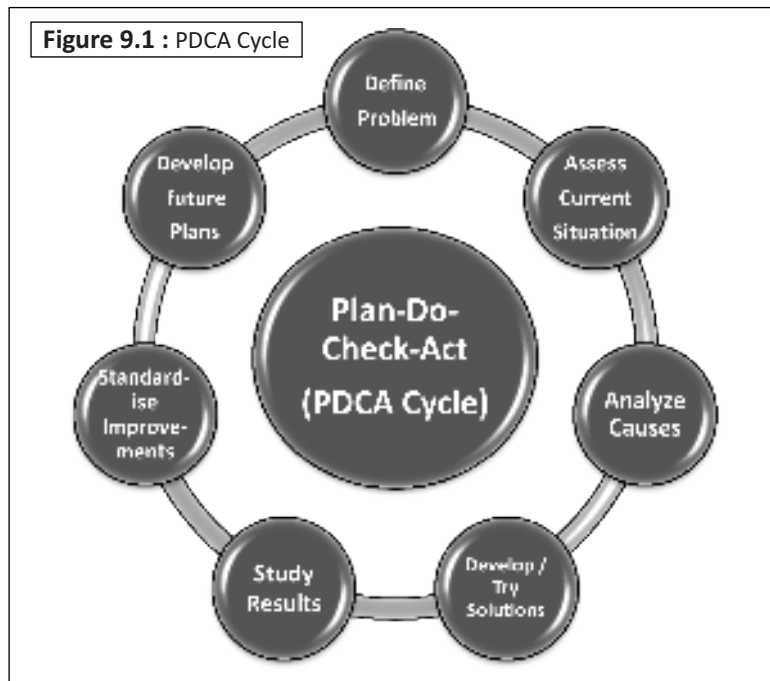 Figure 9.1 : PDCA Cycle
Define
Problem
Assess
Current
Situation
Analyze
Causes
Develop /
Try
Solutions
Study
Results
Standard-
ise
Improve-
ments
Develop
future
Plans
Plan-Do-
Check-Act
(PDCA Cycle)